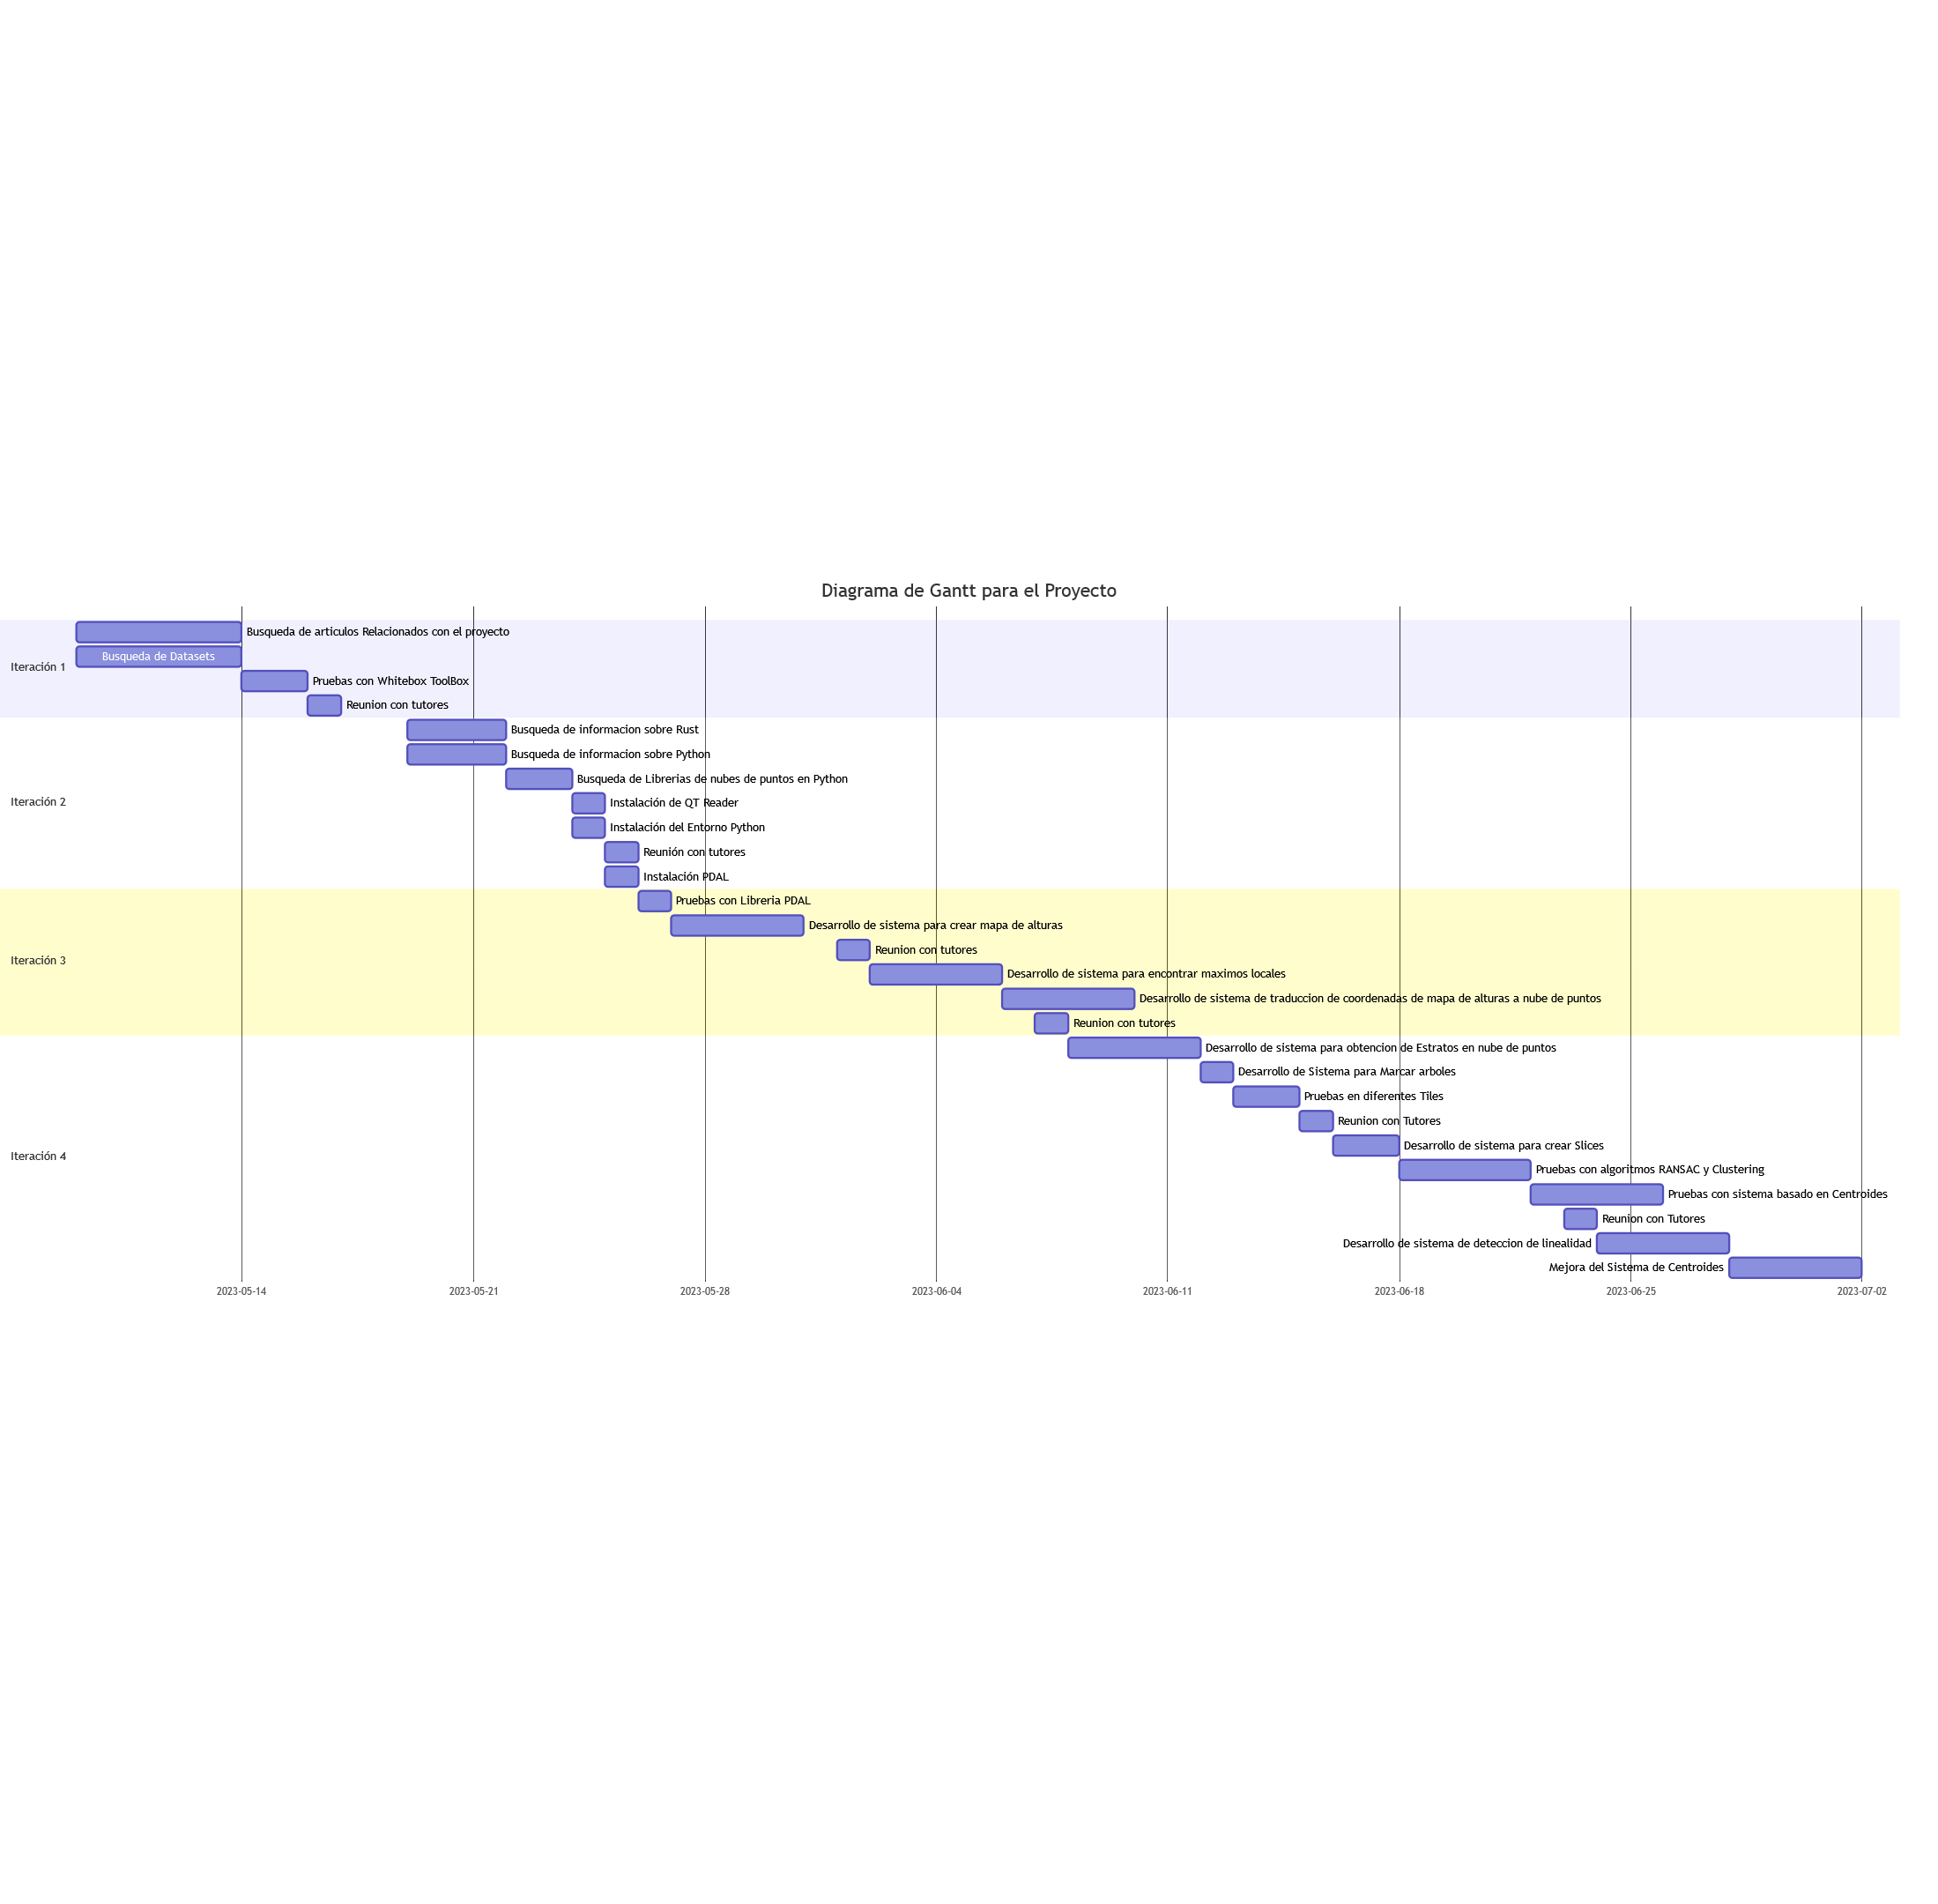 Diagrama de Gantt para el Proyecto
Iteración 1
Busqueda de articulos Relacionados con el proyecto
Busqueda de Datasets
Pruebas con Whitebox ToolBox
Reunion con tutores
Iteración 2
Busqueda de informacion sobre Rust
Busqueda de informacion sobre Python
Busqueda de Librerias de nubes de puntos en Python
Instalación de QT Reader
Instalación del Entorno Python
Reunión con tutores
Instalación PDAL
Iteración 3
Pruebas con Libreria PDAL
Desarrollo de sistema para crear mapa de alturas
Reunion con tutores
Desarrollo de sistema para encontrar maximos locales
Desarrollo de sistema de traduccion de coordenadas de mapa de alturas a nube de puntos
Reunion con tutores
Iteración 4
Desarrollo de sistema para obtencion de Estratos en nube de puntos
Desarrollo de Sistema para Marcar arboles
Pruebas en diferentes Tiles
Reunion con Tutores
Desarrollo de sistema para crear Slices
Pruebas con algoritmos RANSAC y Clustering
Pruebas con sistema basado en Centroides
Reunion con Tutores
Desarrollo de sistema de deteccion de linealidad
Mejora del Sistema de Centroides
2023-05-14 2023-05-21 2023-05-28 2023-06-04 2023-06-11 2023-06-18 2023-06-25 2023-07-02